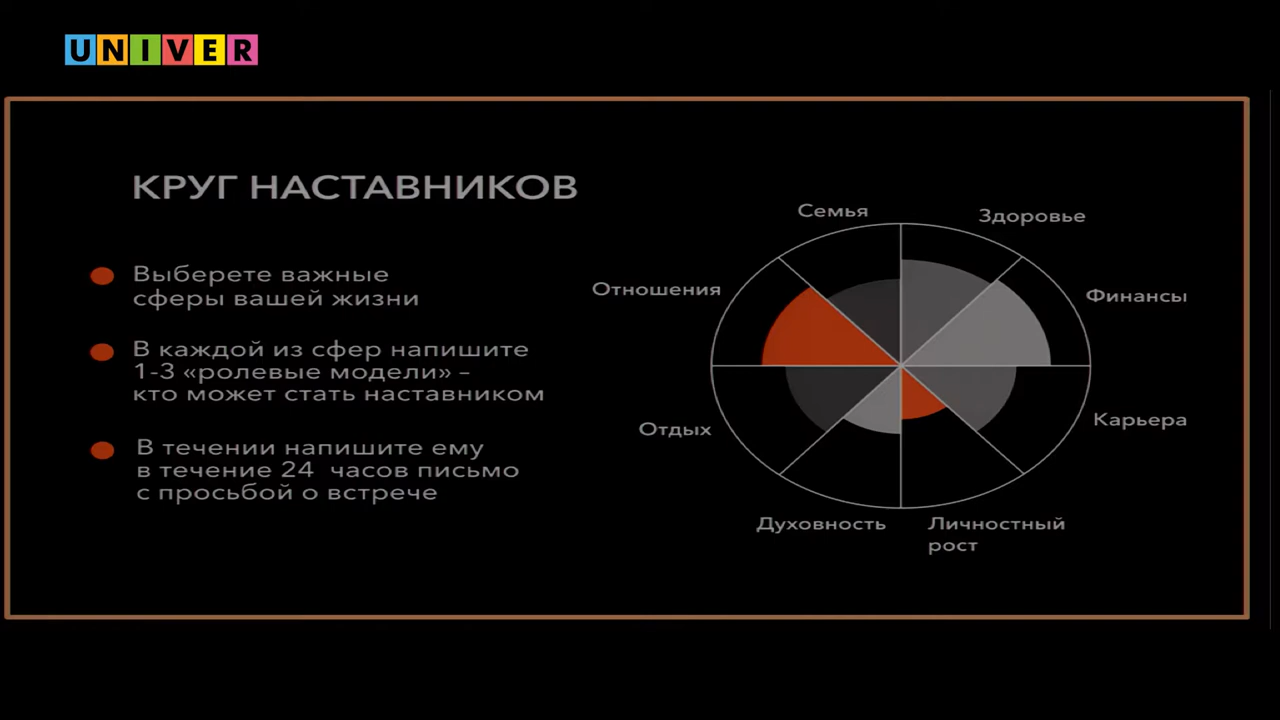 UNIVER
КРУГ НАСТАВНИКОВ
Выберете важные
сферы вашей жизни
В каждой из сфер напишите
1-3 «ролевые модели» –
кто может стать наставником
В течении напишите ему
в течение 24 часов письмо
с просьбой о встрече
Семья
Здоровье
Отношения
Финансы
Отдых
Карьера
Духовность
Личностный
рост